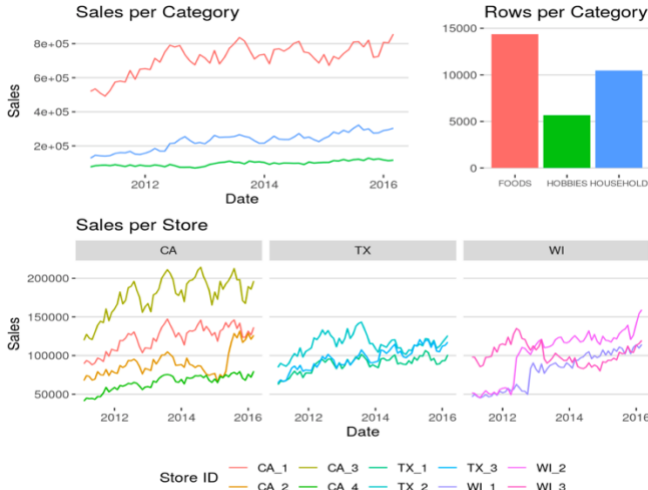 Sales per Category
Rows per Category
8e+05
6e+05
4e+05
2e+05
Sales
2012 2014 2016
Date
15000
10000
5000
0
FOODS HOBBIES HOUSEHOLD
Sales per Store
CA TX WI
200000
150000
100000
50000
Sales
2012 2014 2016 2012 2014 2016 2012 2014 2016
Date
Store ID
CA_1 CA_3 TX_1 TX_3 WI_2
CA_2 CA_4 TX_2 WI_1 WI_3